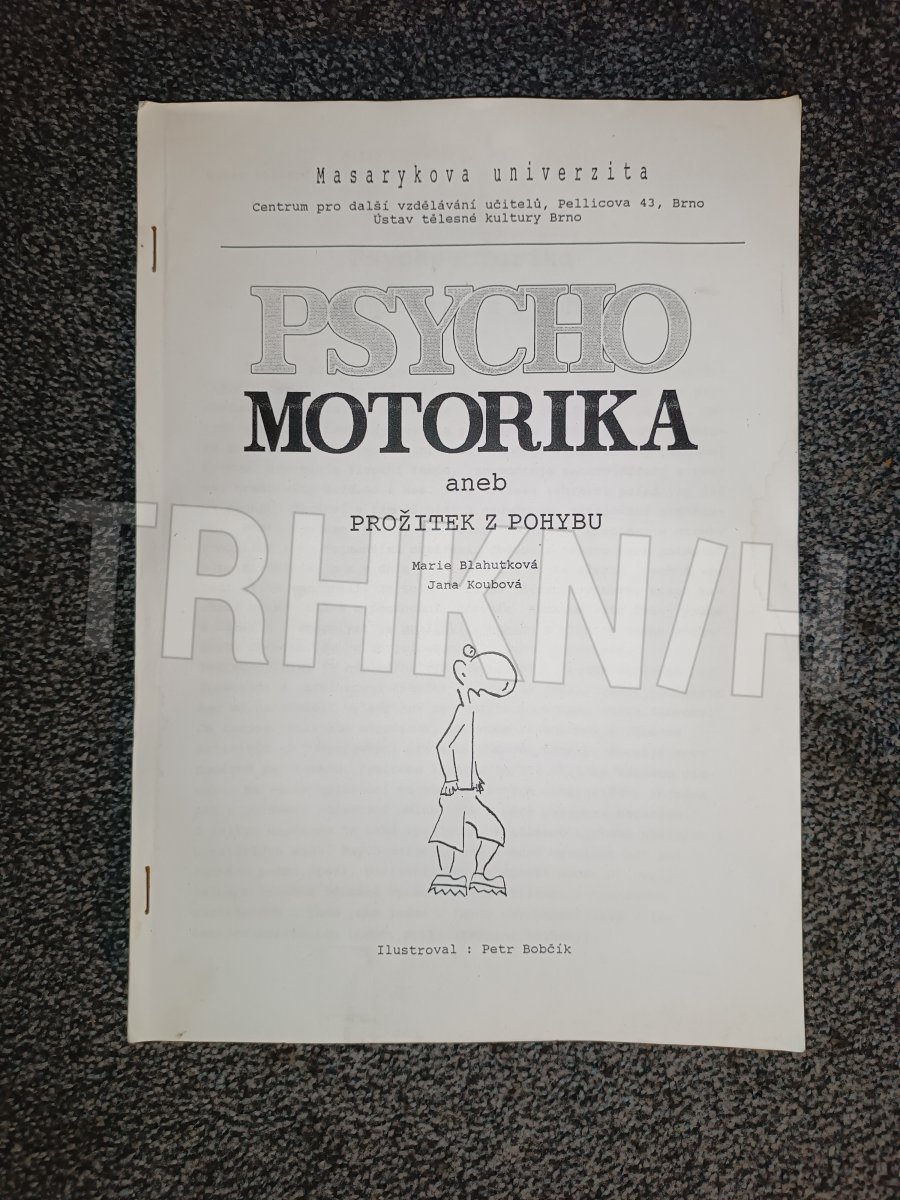 Masarykova univerzita
Centrum pro další vzdělávání učitelů, Pellicova 43, Brno
Ústav tělesné kultury Brno
PSYCHO
MOTORIKA
aneb
PROŽITEK Z POHYBU
Marie Blahutková
Jana Koubová
TRHKNIH
Ilustroval : Petr Bobčík